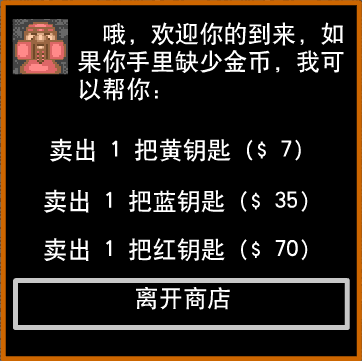 哦，欢迎你的到来，如
果你手里缺少金币，我可
以帮你：
卖出 1 把黄钥匙（$ 7）
卖出 1 把蓝钥匙（$ 35）
卖出 1 把红钥匙（$ 70）
离开商店